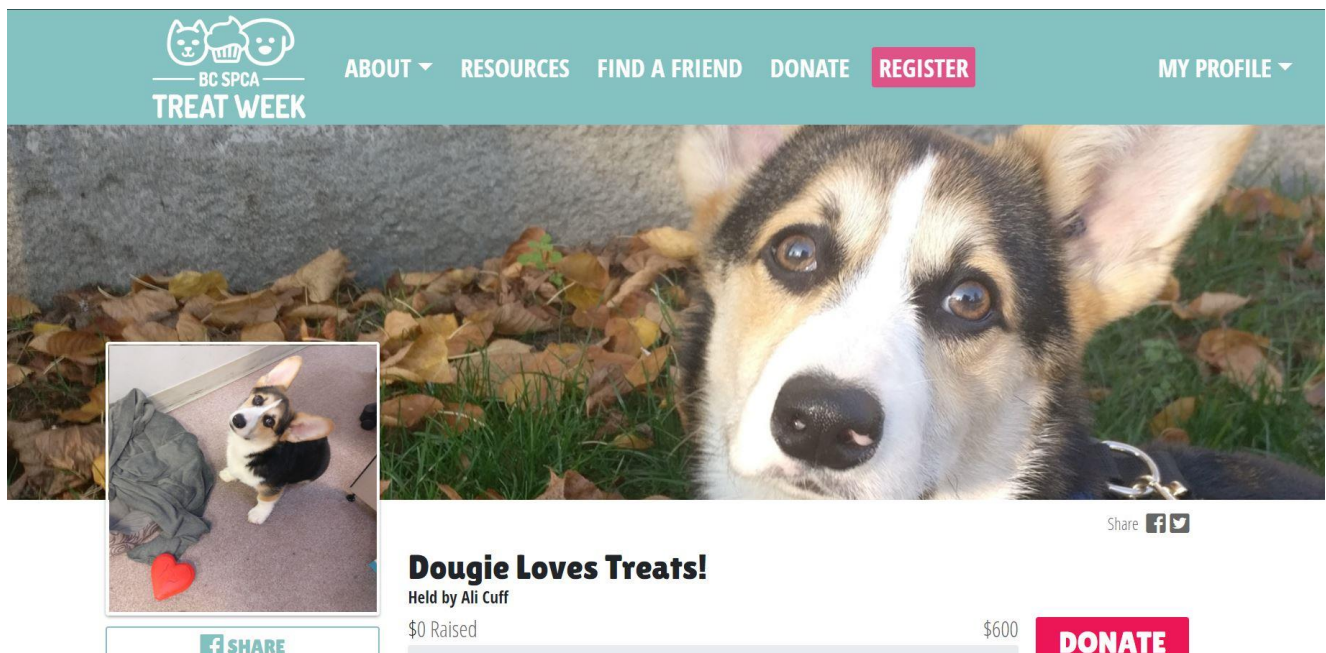 BC SPCA
TREAT WEEK
ABOUT RESOURCES FIND A FRIEND DONATE REGISTER MY PROFILE
Share
Dougie Loves Treats!
Held by Ali Cuff
$0 Raised $600
DONATE
SHARE